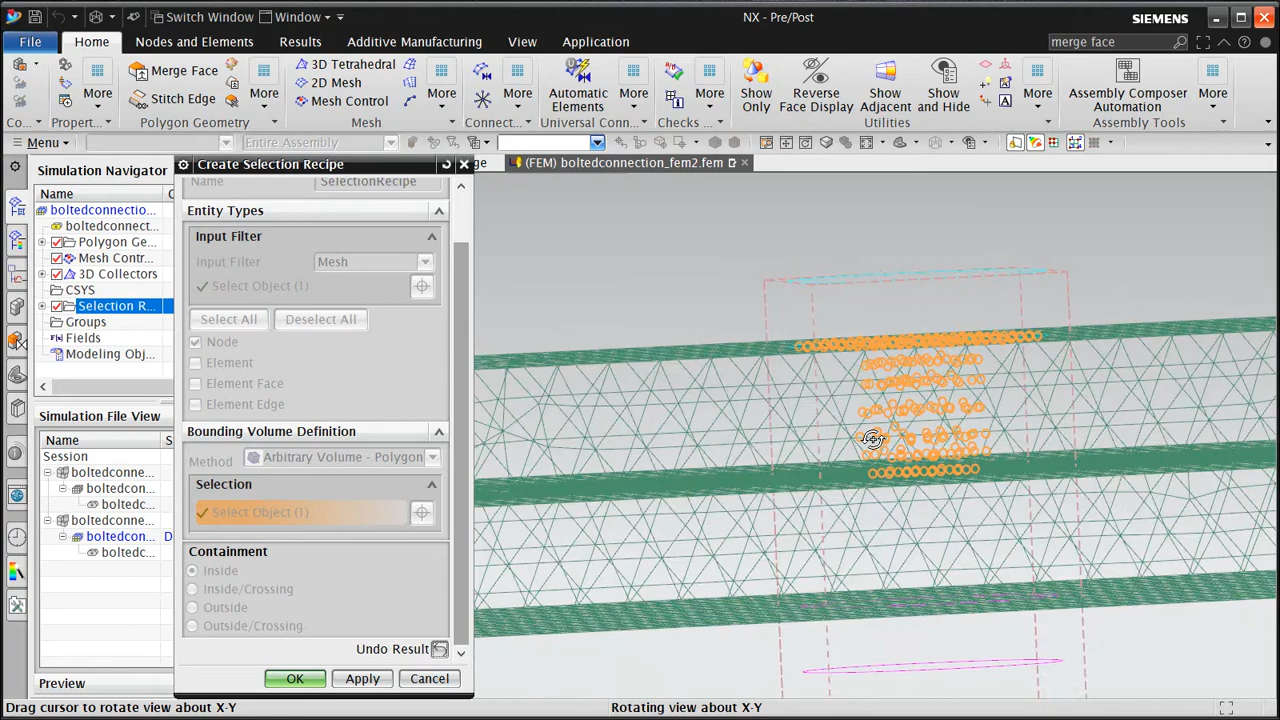 Switch Window
Window
NX - Pre/Post
SIEMENS
File
Home
Nodes and Elements
Results
Additive Manufacturing
View
Application
merge face
Merge Face
Stitch Edge
More
More
3D Tetrahedral
2D Mesh
Mesh Control
More
More
Automatic
Elements
More
More
Show
Only
Reverse
Face Display
Show
Adjacent
Show
and Hide
More
Assembly Composer
Automation
More
Co...
Propert...
Polygon Geometry
Mesh
Connect...
Universal Conn...
Checks ...
Utilities
Assembly Tools
Menu
Entire Assembly
Simulation Navigator
Name
C
boltedconnectio...
boltedconnect...
Polygon Ge...
Mesh Contr...
3D Collectors
CSYS
Selection R...
Groups
Fields
Modeling Obj...
Simulation File View
Name
S
Session
boltedconne...
boltedconne...
boltedc...
boltedconne...
boltedcon...
D
boltedc...
Preview
Create Selection Recipe
Name
SelectionRecipe
Entity Types
Input Filter
Input Filter
Mesh
Select Object (1)
Select All
Deselect All
Node
Element
Element Face
Element Edge
Bounding Volume Definition
Method
Arbitrary Volume - Polygon
Selection
Select Object (1)
Containment
Inside
Inside/Crossing
Outside
Outside/Crossing
Undo Result
OK
Apply
Cancel
ge
(FEM) boltedconnection_fem2.fem
Drag cursor to rotate view about X-Y
Rotating view about X-Y